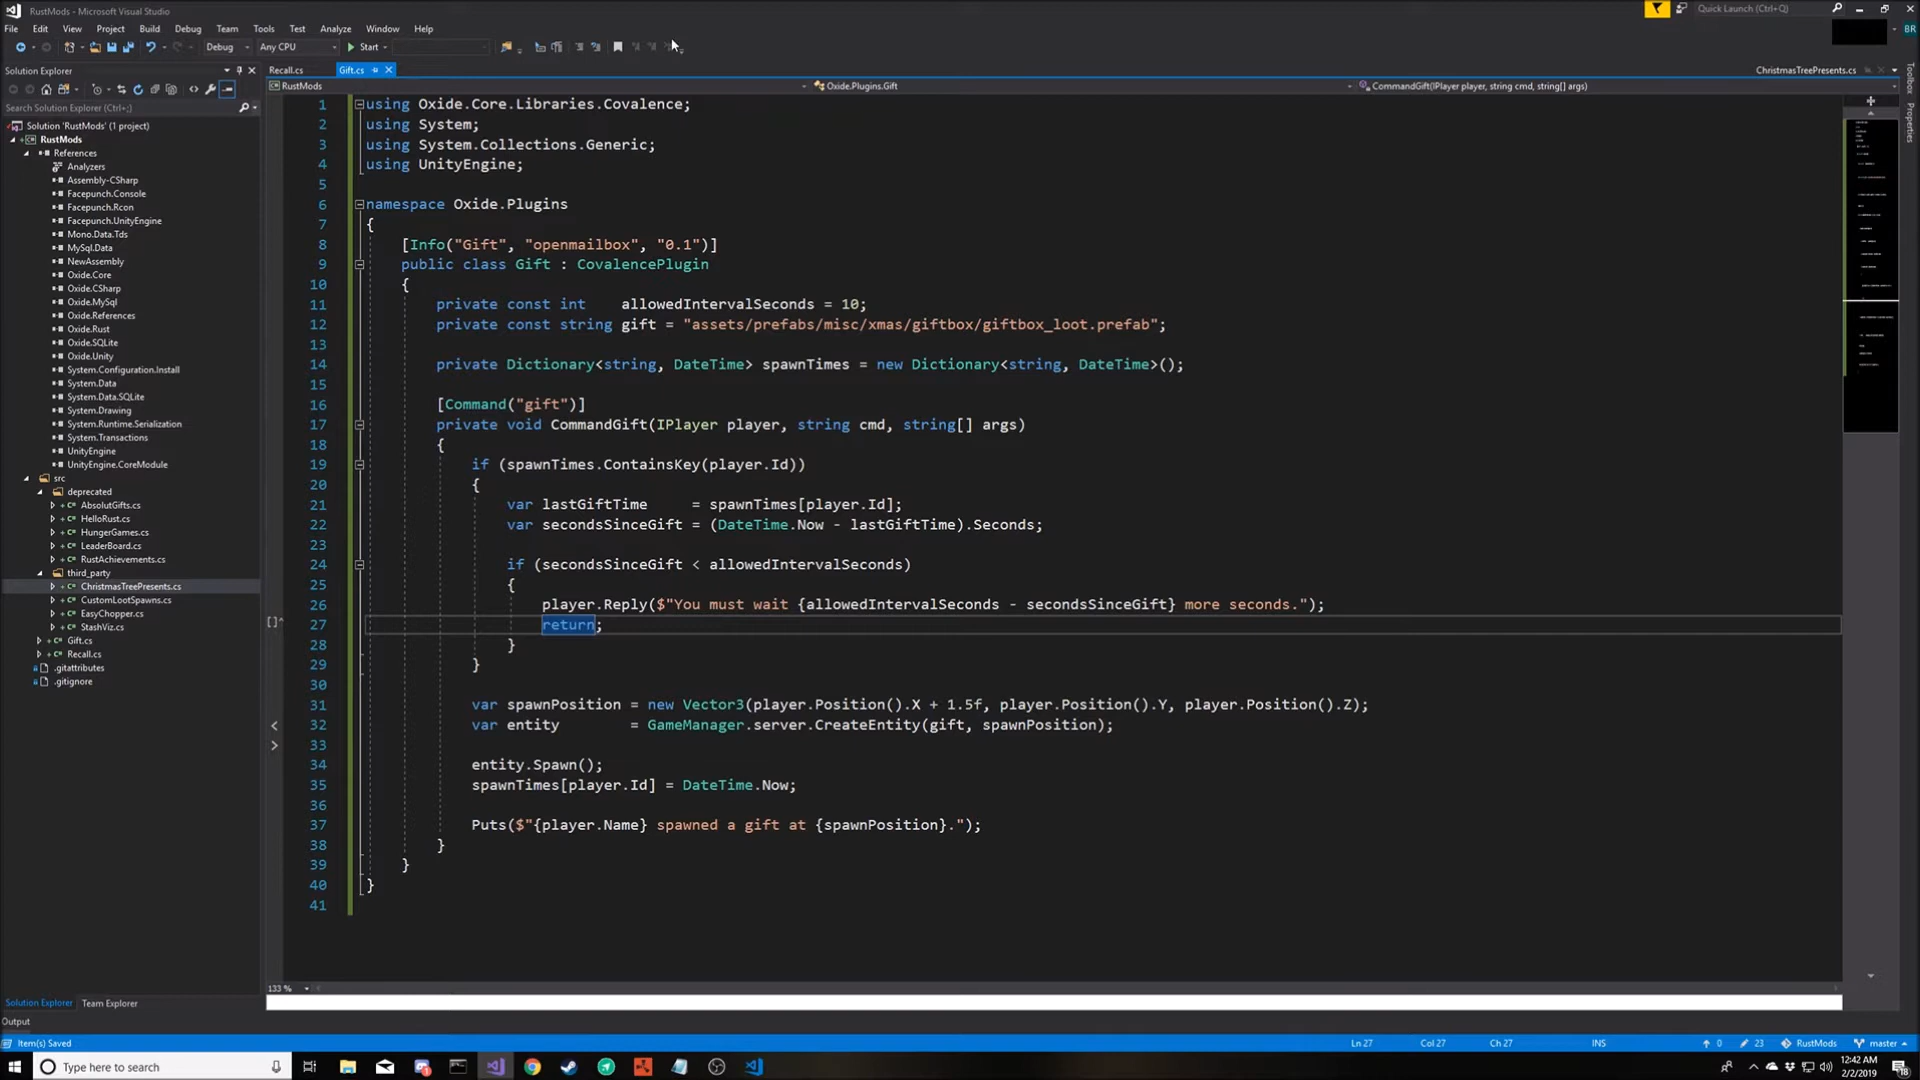 RustMods - Microsoft Visual Studio
Quick Launch (Ctrl+Q)
File Edit View Project Build Debug Team Tools Test Analyze Window Help
BR
Debug Any CPU Start
Solution Explorer
Recall.cs Gift.cs ChristmasTreePresents.cs
RustMods Oxide.Plugins.Gift CommandGift(IPlayer player, string cmd, string[] args)
Search Solution Explorer (Ctrl+;)
Solution 'RustMods' (1 project)
RustMods
References
Analyzers
Assembly-CSharp
Facepunch.Console
Facepunch.Rcon
Facepunch.UnityEngine
Mono.Data.Tds
MySql.Data
NewAssembly
Oxide.Core
Oxide.CSharp
Oxide.MySql
Oxide.References
Oxide.Rust
Oxide.SQLite
Oxide.Unity
System.Configuration.Install
System.Data
System.Data.SQLite
System.Drawing
System.Runtime.Serialization
System.Transactions
UnityEngine
UnityEngine.CoreModule
src
deprecated
AbsolutGifts.cs
HelloRust.cs
HungerGames.cs
LeaderBoard.cs
RustAchievements.cs
third_party
ChristmasTreePresents.cs
CustomLootSpawns.cs
EasyChopper.cs
StashViz.cs
Gift.cs
Recall.cs
.gitattributes
.gitignore
1 using Oxide.Core.Libraries.Covalence;
2 using System;
3 using System.Collections.Generic;
4 using UnityEngine;
5
6 namespace Oxide.Plugins
7 {
8 [Info("Gift", "openmailbox", "0.1")]
9 public class Gift : CovalencePlugin
10 {
11 private const int    allowedIntervalSeconds = 10;
12 private const string gift = "assets/prefabs/misc/xmas/giftbox/giftbox_loot.prefab";
13
14 private Dictionary<string, DateTime> spawnTimes = new Dictionary<string, DateTime>();
15
16 [Command("gift")]
17 private void CommandGift(IPlayer player, string cmd, string[] args)
18 {
19 if (spawnTimes.ContainsKey(player.Id))
20 {
21 var lastGiftTime     = spawnTimes[player.Id];
22 var secondsSinceGift = (DateTime.Now - lastGiftTime).Seconds;
23
24 if (secondsSinceGift < allowedIntervalSeconds)
25 {
26 player.Reply($"You must wait {allowedIntervalSeconds - secondsSinceGift} more seconds.");
27 return;
28 }
29 }
30
31 var spawnPosition = new Vector3(player.Position().X + 1.5f, player.Position().Y, player.Position().Z);
32 var entity        = GameManager.server.CreateEntity(gift, spawnPosition);
33
34 entity.Spawn();
35 spawnTimes[player.Id] = DateTime.Now;
36
37 Puts($"{player.Name} spawned a gift at {spawnPosition}.");
38 }
39 }
40 }
41
Toolbox
Properties
133 %
Solution Explorer Team Explorer
Output
Item(s) Saved Ln 27 Col 27 Ch 27 INS 0 23 RustMods master
Type here to search
12:42 AM
2/2/2019
18